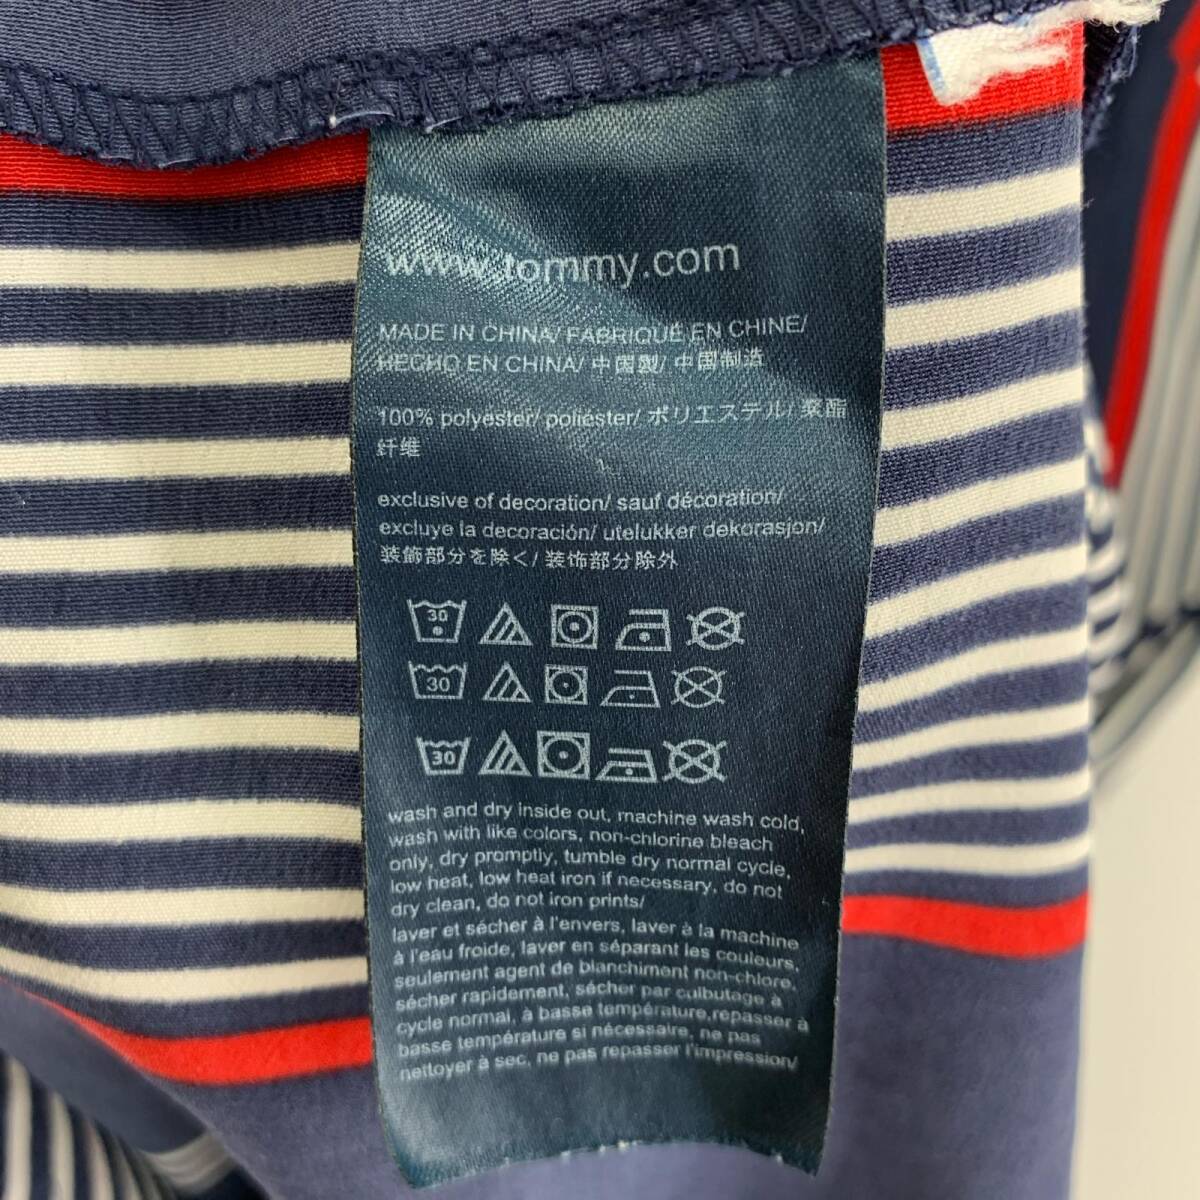 www.tommy.com
MADE IN CHINA/ FABRIQUÉ EN CHINE/
HECHO EN CHINA/ 中国製/ 中国制造
100% polyester/ poliéster/ ポリエステル/ 聚酯
纤维
exclusive of decoration/ sauf décoration/
excluye la decoración/ utelukker dekorasjon/
装飾部分を除く/ 装饰部分除外
30
30
30
wash and dry inside out, machine wash cold,
wash with like colors, non-chlorine bleach
only, dry promptly, tumble dry normal cycle,
low heat, low heat iron if necessary, do not
dry clean, do not iron prints/
laver et sécher à l'envers, laver à la machine
à l'eau froide, laver en séparant les couleurs,
seulement agent de blanchiment non-chlore,
sécher rapidement, sécher par culbutage à
cycle normal, à basse température,repasser à
basse température si nécessaire, ne pas
nettoyer à sec, ne pas repasser l'impression/